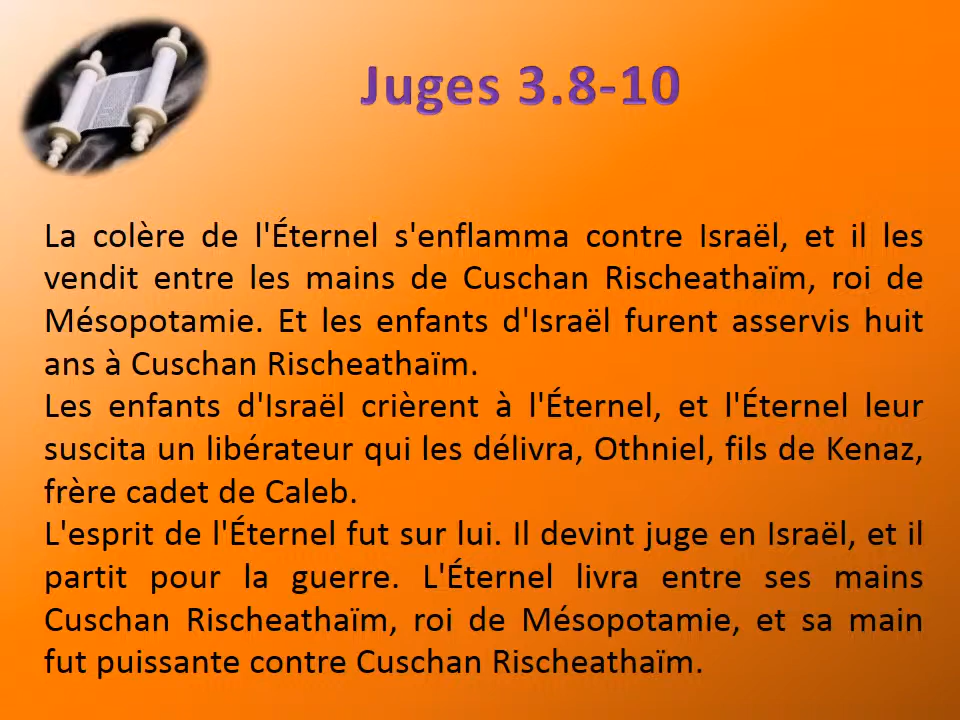 Juges 3.8-10
La colère de l'Éternel s'enflamma contre Israël, et il les
vendit entre les mains de Cuschan Rischeathaïm, roi de
Mésopotamie. Et les enfants d'Israël furent asservis huit
ans à Cuschan Rischeathaïm.
Les enfants d'Israël crièrent à l'Éternel, et l'Éternel leur
suscita un libérateur qui les délivra, Othniel, fils de Kenaz,
frère cadet de Caleb.
L'esprit de l'Éternel fut sur lui. Il devint juge en Israël, et il
partit pour la guerre. L'Éternel livra entre ses mains
Cuschan Rischeathaïm, roi de Mésopotamie, et sa main
fut puissante contre Cuschan Rischeathaïm.